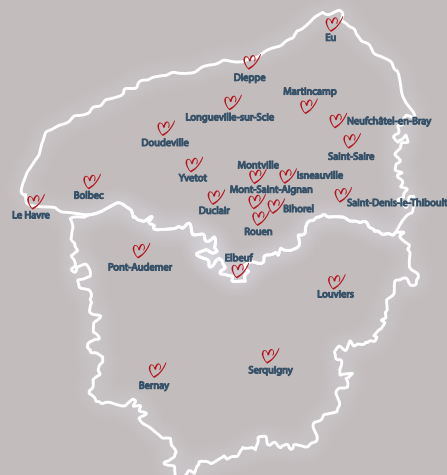 Eu
Dieppe
Martincamp
Longueville-sur-Scie
Neufchâtel-en-Bray
Doudeville
Saint-Saire
Montville
Yvetot
Isneauville
Bolbec
Mont-Saint-Aignan
Le Havre
Duclair
Bihorel
Saint-Denis-le-Thiboult
Rouen
Elbeuf
Pont-Audemer
Louviers
Bernay
Serquigny